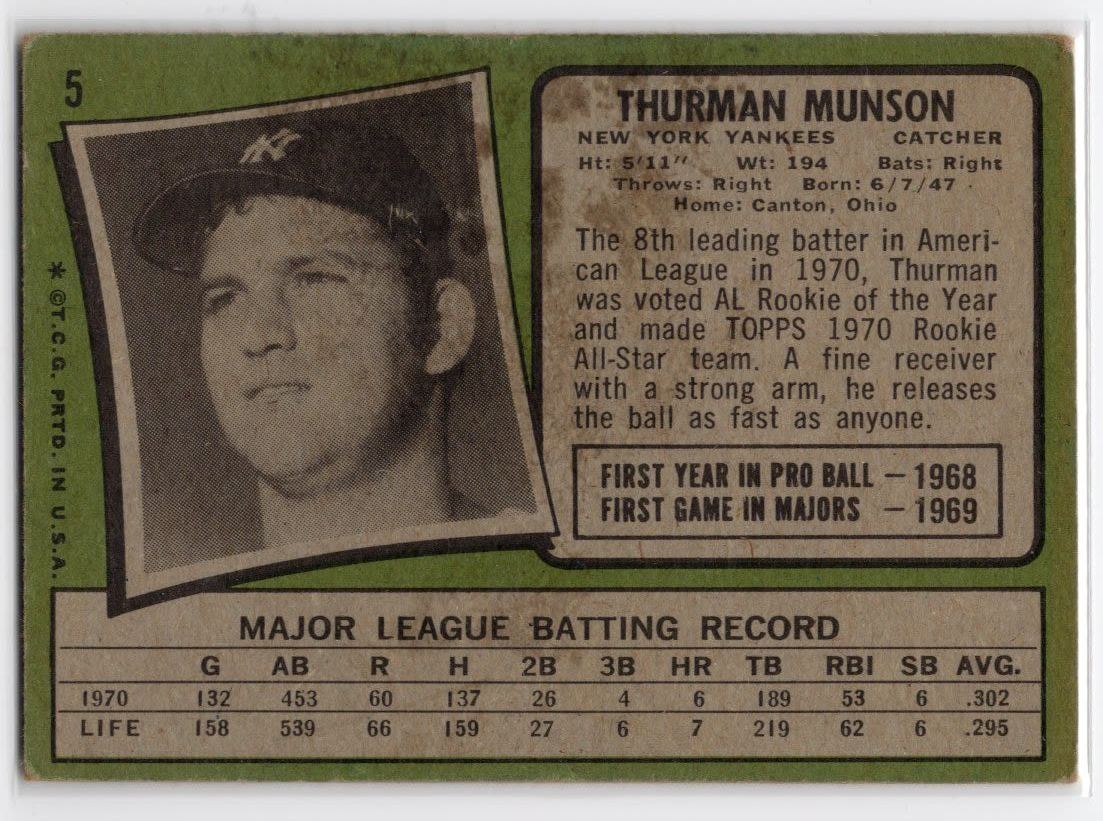 5
THURMAN MUNSON
NEW YORK YANKEES CATCHER
Ht: 5'11" Wt: 194 Bats: Right
Throws: Right Born: 6/7/47
Home: Canton, Ohio
The 8th leading batter in Ameri-
can League in 1970, Thurman
was voted AL Rookie of the Year
and made TOPPS 1970 Rookie
All-Star team. A fine receiver
with a strong arm, he releases
the ball as fast as anyone.
FIRST YEAR IN PRO BALL — 1968
FIRST GAME IN MAJORS — 1969
NY
* ©T.C.G. PRTD. IN U.S.A.
MAJOR LEAGUE BATTING RECORD
G AB R H 2B 3B HR TB RBI SB AVG.
1970 132 453 60 137 26 4 6 189 53 6 .302
LIFE 158 539 66 159 27 6 7 219 62 6 .295